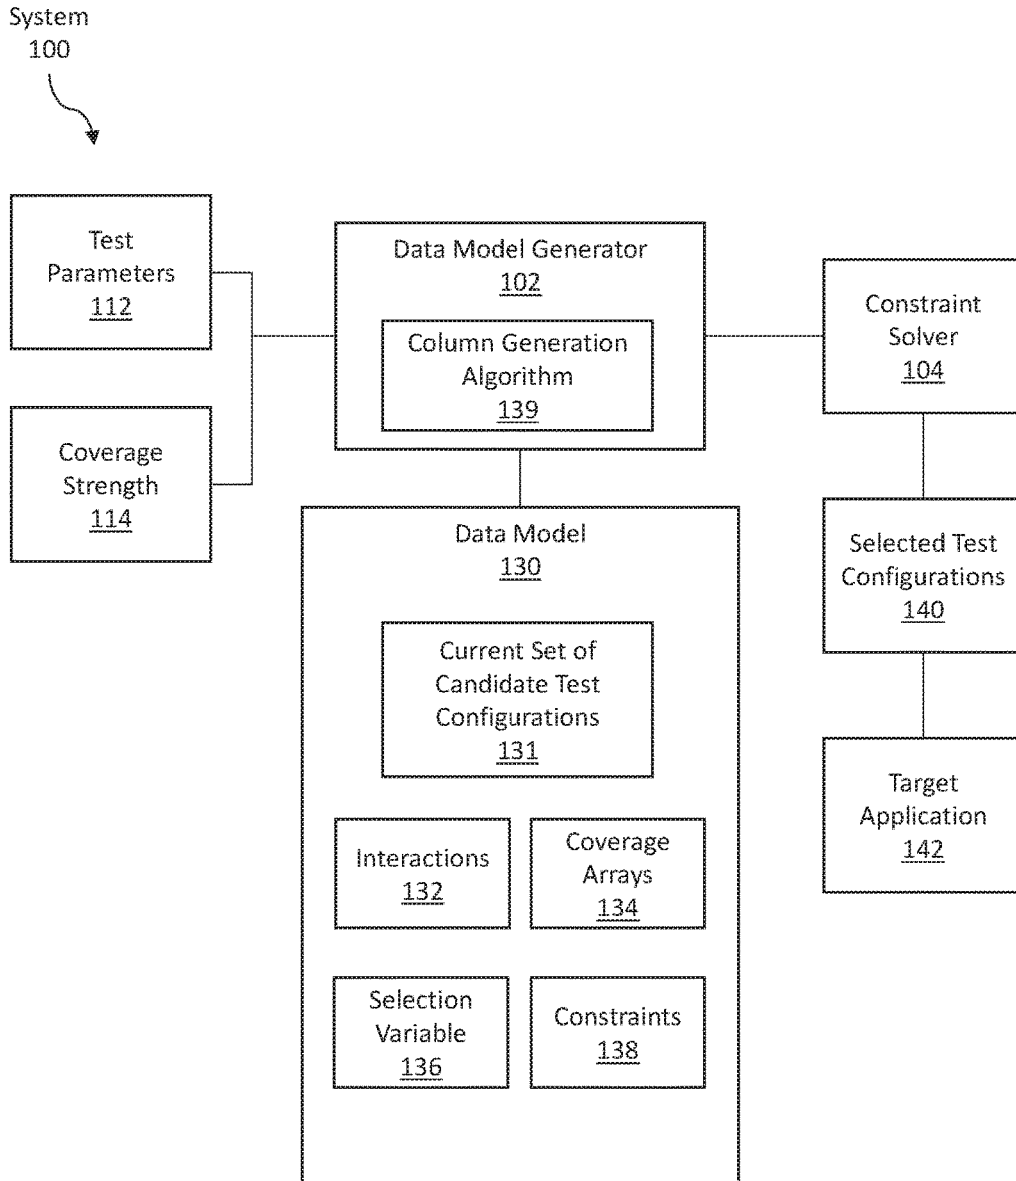 System
100
Test
Parameters
112
Coverage
Strength
114
Data Model Generator
102
Column Generation
Algorithm
139
Constraint
Solver
104
Data Model
130
Current Set of
Candidate Test
Configurations
131
Interactions
132
Coverage
Arrays
134
Selection
Variable
136
Constraints
138
Selected Test
Configurations
140
Target
Application
142